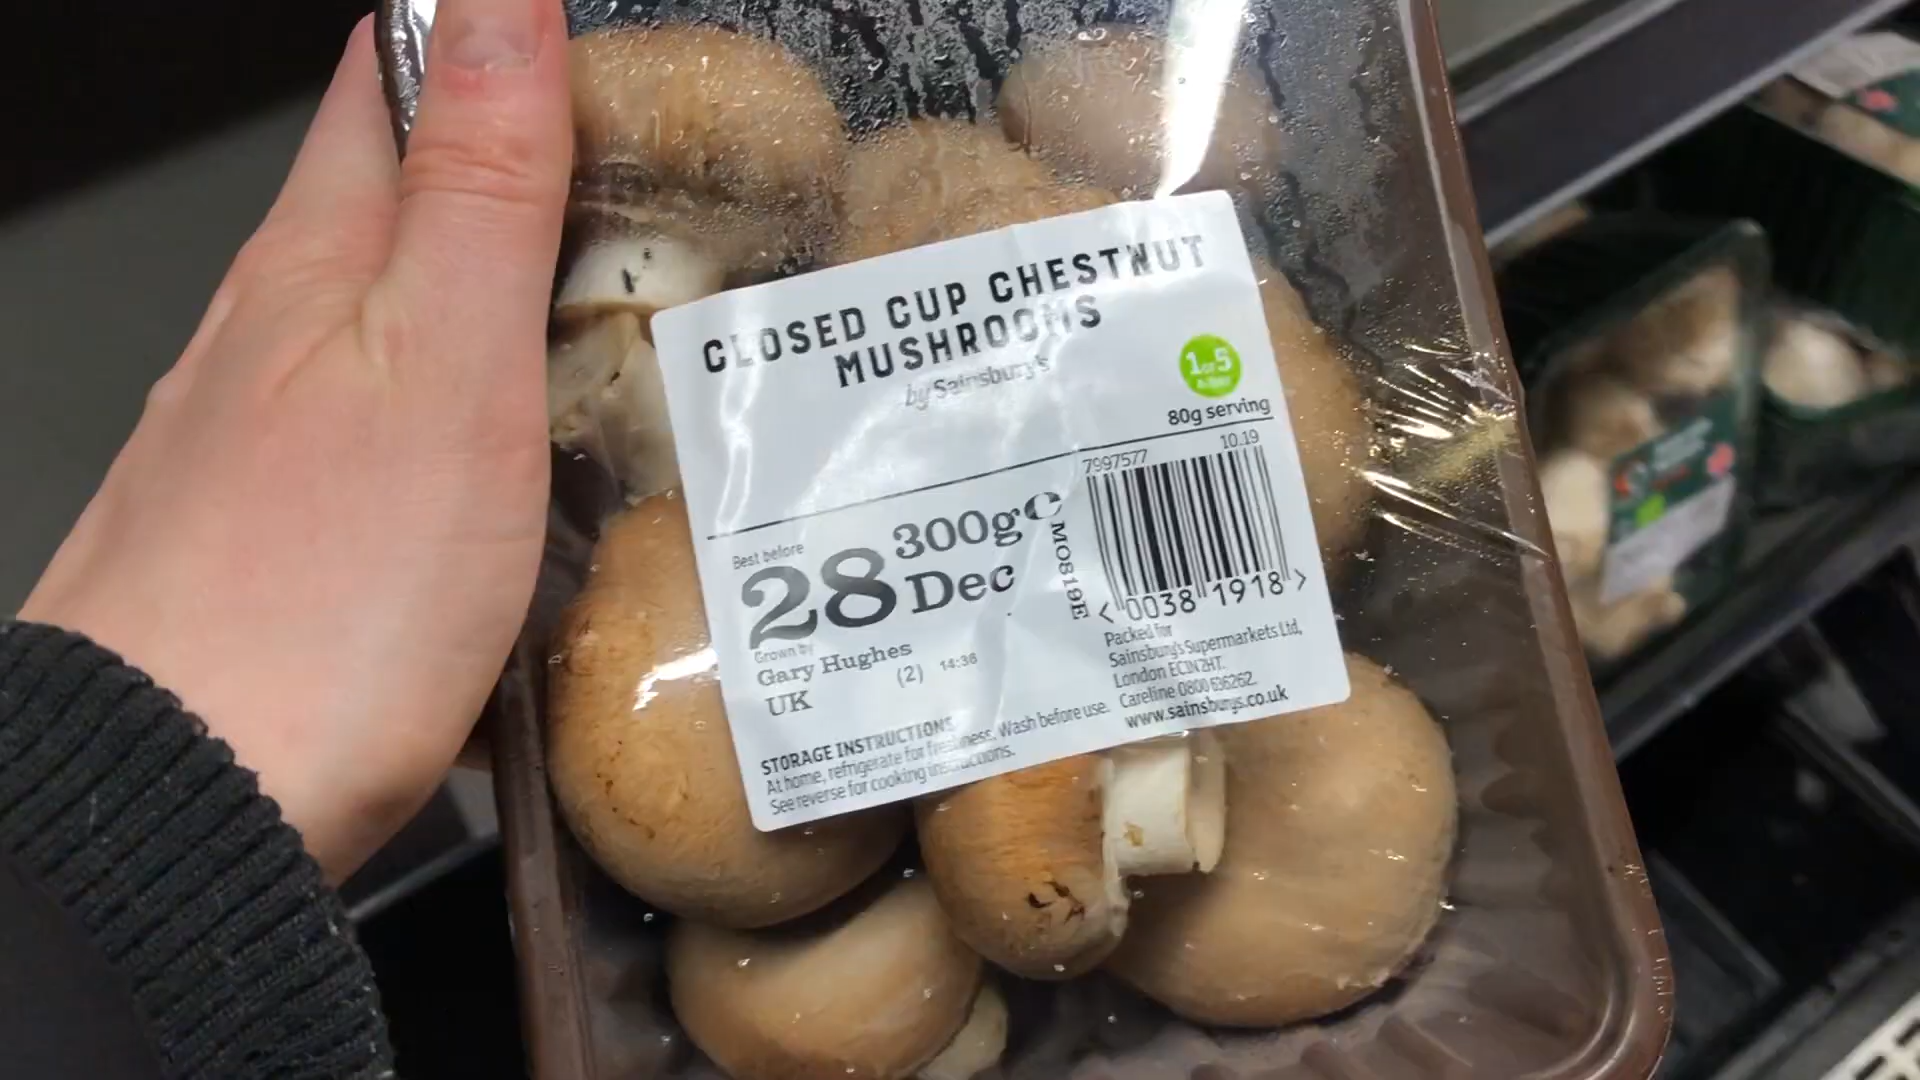 CLOSED CUP CHESTNUT
MUSHROOMS
by Sainsbury's
1 of 5
A-DAY
80g serving
7997577
10.19
Best before
300g e
28 Dec
MO819E
< 0038 1918 >
Grown by
Gary Hughes
(2) 14:36
UK
Packed for
Sainsbury's Supermarkets Ltd,
London EC1N 2HT.
Careline 0800 636262.
www.sainsburys.co.uk
STORAGE INSTRUCTIONS
At home, refrigerate for freshness. Wash before use.
See reverse for cooking instructions.